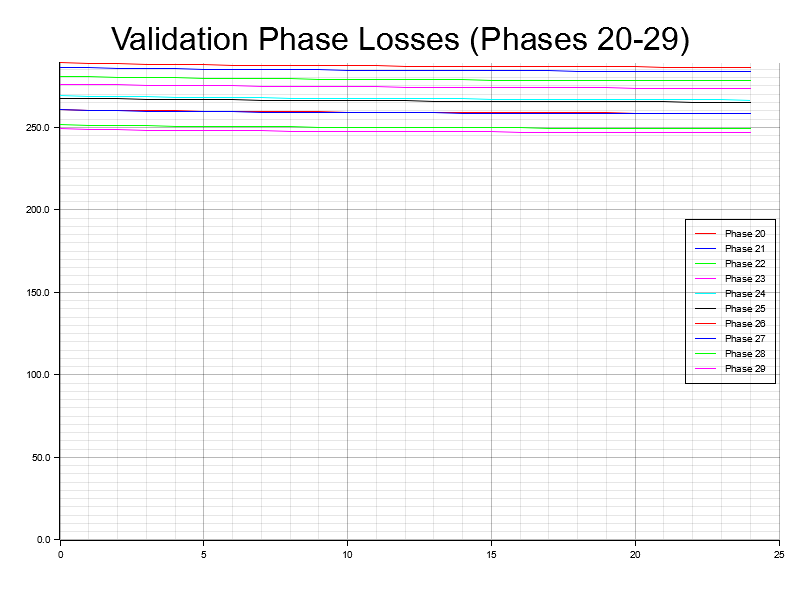 Validation Phase Losses (Phases 20-29)
250.0
200.0
150.0
100.0
50.0
0.0
0 5 10 15 20 25
Phase 20
Phase 21
Phase 22
Phase 23
Phase 24
Phase 25
Phase 26
Phase 27
Phase 28
Phase 29